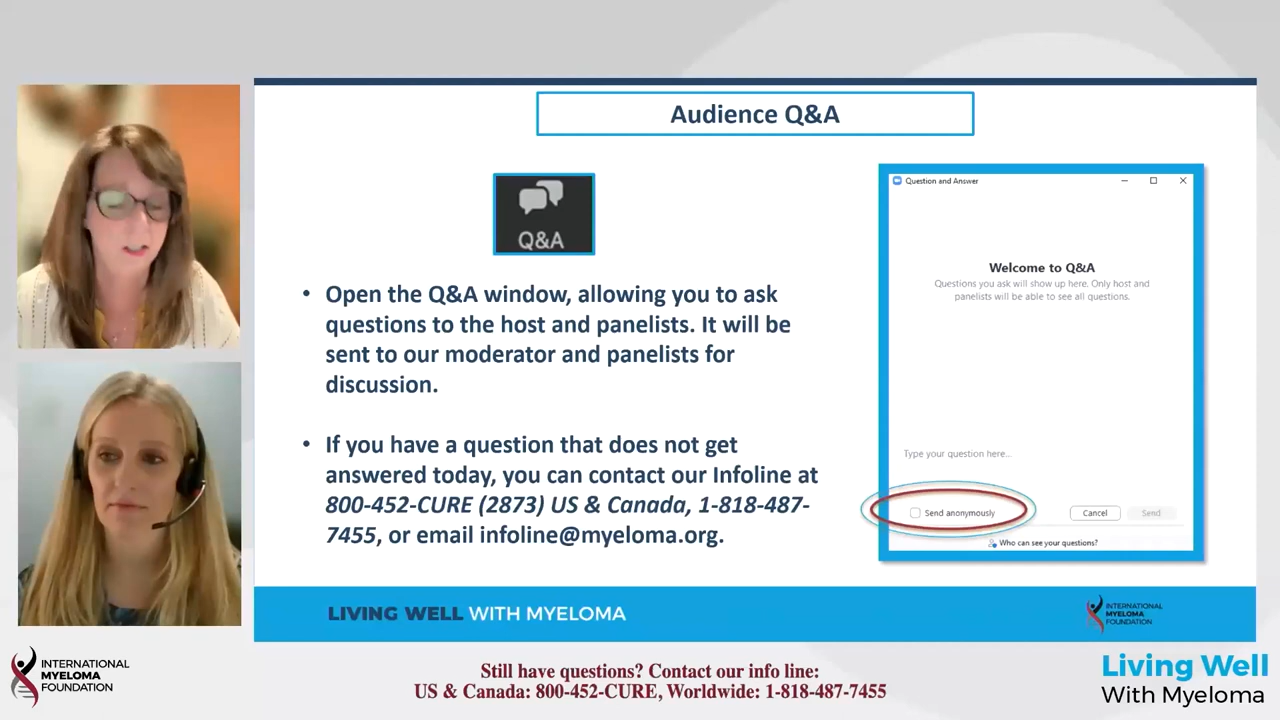 Audience Q&A
Q&A
• Open the Q&A window, allowing you to ask
questions to the host and panelists. It will be
sent to our moderator and panelists for
discussion.
• If you have a question that does not get
answered today, you can contact our Infoline at
800-452-CURE (2873) US & Canada, 1-818-487-
7455, or email infoline@myeloma.org.
Question and Answer
Welcome to Q&A
Questions you ask will show up here. Only host and
panelists will be able to see all questions.
Type your question here...
Send anonymously
Cancel
Send
Who can see your questions?
LIVING WELL WITH MYELOMA
INTERNATIONAL
MYELOMA
FOUNDATION
INTERNATIONAL
MYELOMA
FOUNDATION
Still have questions? Contact our info line:
US & Canada: 800-452-CURE, Worldwide: 1-818-487-7455
Living Well
With Myeloma